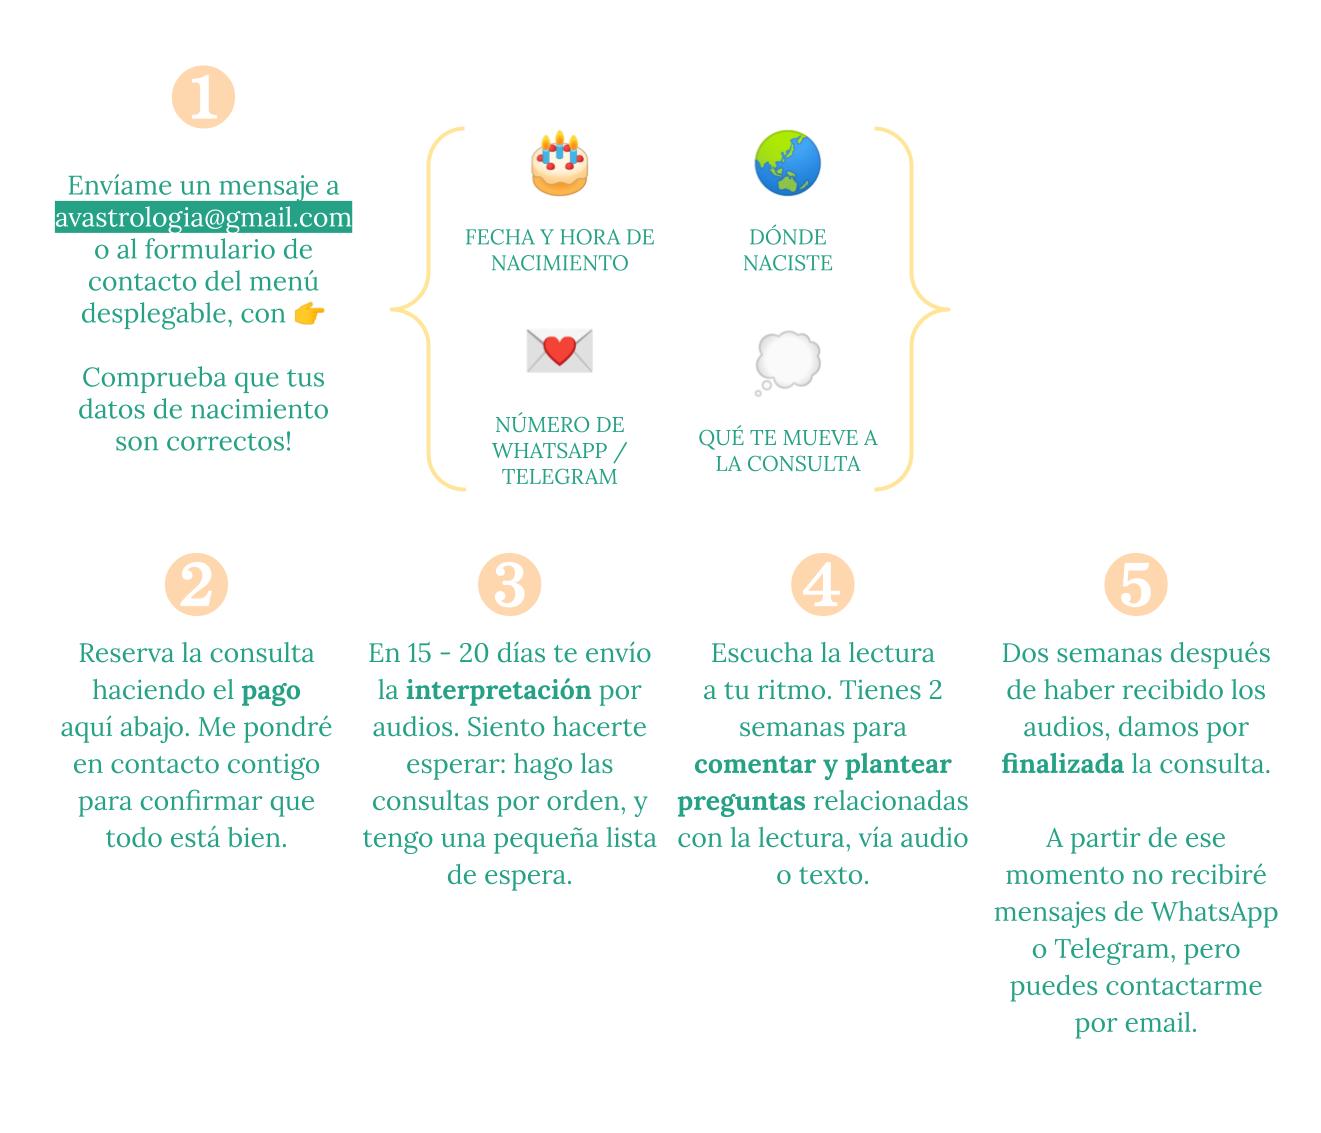 1
Envíame un mensaje a
avastrologia@gmail.com
o al formulario de
contacto del menú
desplegable, con 👉
Comprueba que tus
datos de nacimiento
son correctos!
FECHA Y HORA DE
NACIMIENTO
DÓNDE
NACISTE
NÚMERO DE
WHATSAPP /
TELEGRAM
QUÉ TE MUEVE A
LA CONSULTA
2
Reserva la consulta
haciendo el pago
aquí abajo. Me pondré
en contacto contigo
para confirmar que
todo está bien.
3
En 15 - 20 días te envío
la interpretación por
audios. Siento hacerte
esperar: hago las
consultas por orden, y
tengo una pequeña lista
de espera.
4
Escucha la lectura
a tu ritmo. Tienes 2
semanas para
comentar y plantear
preguntas relacionadas
con la lectura, vía audio
o texto.
5
Dos semanas después
de haber recibido los
audios, damos por
finalizada la consulta.
A partir de ese
momento no recibiré
mensajes de WhatsApp
o Telegram, pero
puedes contactarme
por email.